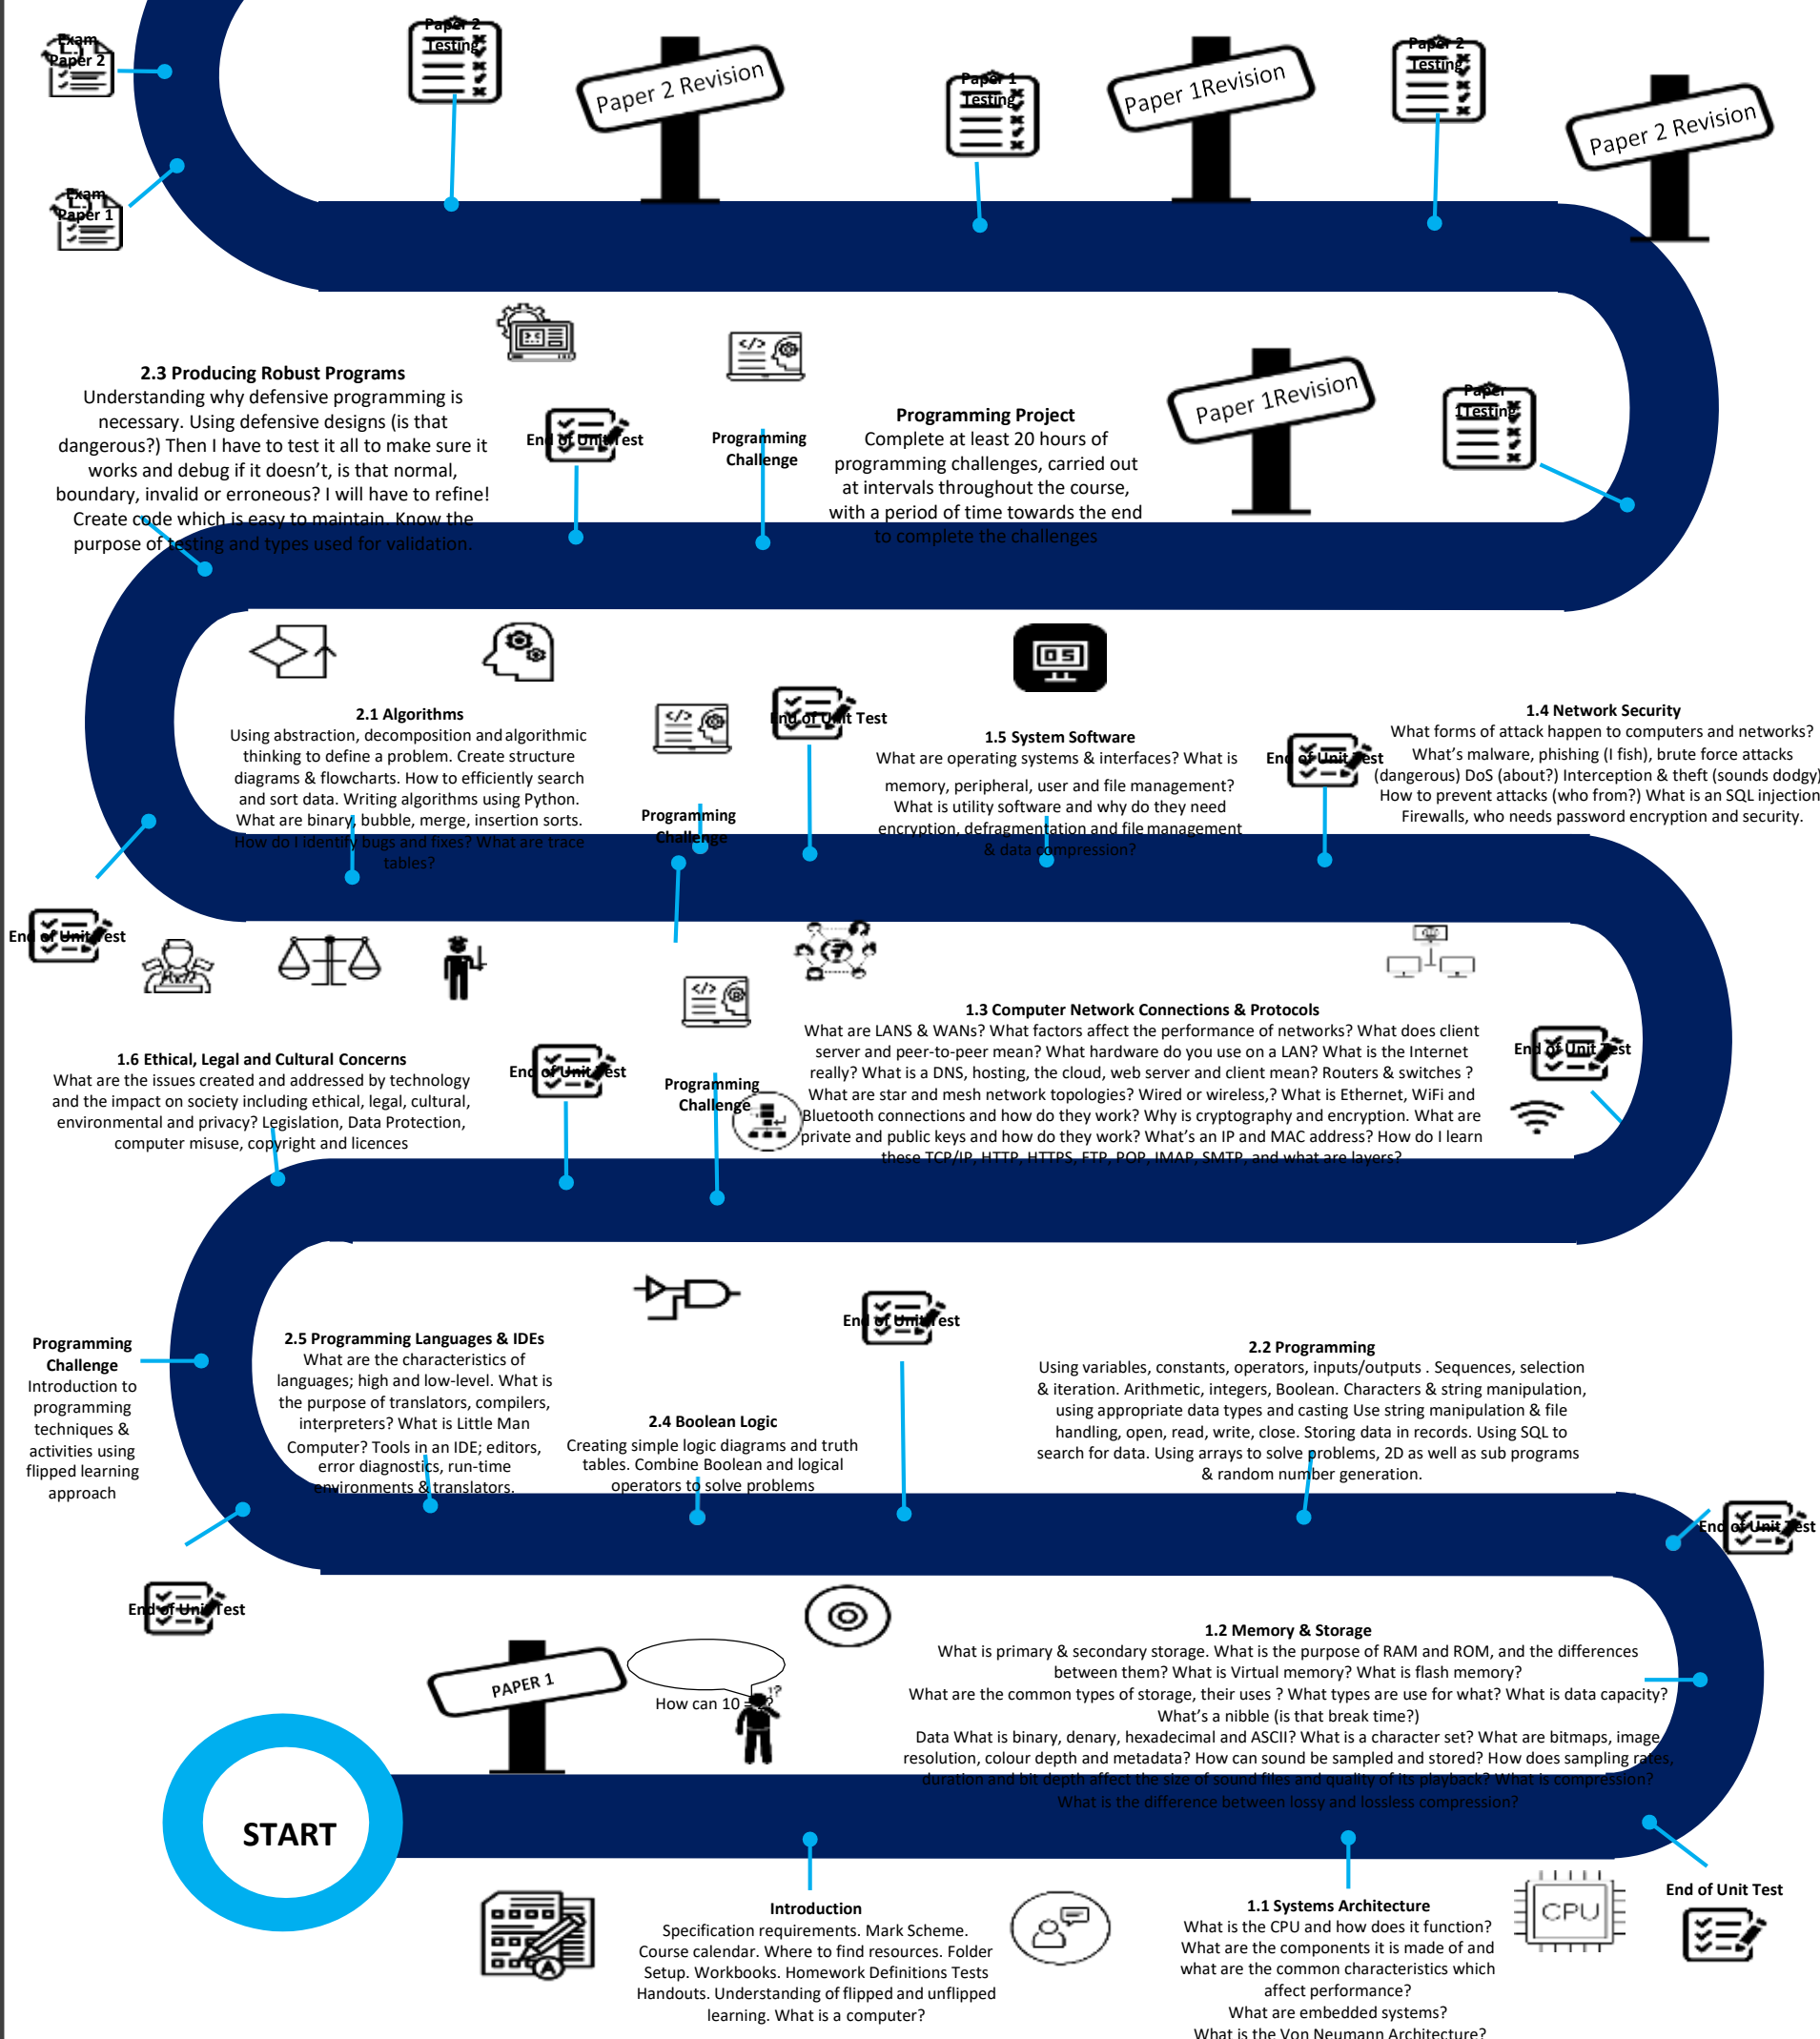 Exam
Paper 2
Paper 2
Testing
Paper 2 Revision
Paper 1
Testing
Paper 1Revision
Paper 2
Testing
Paper 2 Revision
Exam
Paper 1
2.3 Producing Robust Programs
Understanding why defensive programming is
necessary. Using defensive designs (is that
dangerous?) Then I have to test it all to make sure it
works and debug if it doesn't, is that normal,
boundary, invalid or erroneous? I will have to refine!
Create code which is easy to maintain. Know the
purpose of testing and types used for validation.
End of Unit Test
Programming
Challenge
Programming Project
Complete at least 20 hours of
programming challenges, carried out
at intervals throughout the course,
with a period of time towards the end
to complete the challenges
Paper 1Revision
Paper
1Testing
2.1 Algorithms
Using abstraction, decomposition and algorithmic
thinking to define a problem. Create structure
diagrams & flowcharts. How to efficiently search
and sort data. Writing algorithms using Python.
What are binary, bubble, merge, insertion sorts.
How do I identify bugs and fixes? What are trace
tables?
Programming
Challenge
End of Unit Test
OS
1.5 System Software
What are operating systems & interfaces? What is
memory, peripheral, user and file management?
What is utility software and why do they need
encryption, defragmentation and file management
& data compression?
End of Unit Test
1.4 Network Security
What forms of attack happen to computers and networks?
What's malware, phishing (I fish), brute force attacks
(dangerous) DoS (about?) Interception & theft (sounds dodgy)
How to prevent attacks (who from?) What is an SQL injection
Firewalls, who needs password encryption and security.
End of Unit Test
1.6 Ethical, Legal and Cultural Concerns
What are the issues created and addressed by technology
and the impact on society including ethical, legal, cultural,
environmental and privacy? Legislation, Data Protection,
computer misuse, copyright and licences
End of Unit Test
Programming
Challenge
1.3 Computer Network Connections & Protocols
What are LANS & WANs? What factors affect the performance of networks? What does client
server and peer-to-peer mean? What hardware do you use on a LAN? What is the Internet
really? What is a DNS, hosting, the cloud, web server and client mean? Routers & switches ?
What are star and mesh network topologies? Wired or wireless,? What is Ethernet, WiFi and
Bluetooth connections and how do they work? Why is cryptography and encryption. What are
private and public keys and how do they work? What's an IP and MAC address? How do I learn
these TCP/IP, HTTP, HTTPS, FTP, POP, IMAP, SMTP, and what are layers?
End of Unit Test
Programming
Challenge
Introduction to
programming
techniques &
activities using
flipped learning
approach
2.5 Programming Languages & IDEs
What are the characteristics of
languages; high and low-level. What is
the purpose of translators, compilers,
interpreters? What is Little Man
Computer? Tools in an IDE; editors,
error diagnostics, run-time
environments & translators.
2.4 Boolean Logic
Creating simple logic diagrams and truth
tables. Combine Boolean and logical
operators to solve problems
End of Unit Test
2.2 Programming
Using variables, constants, operators, inputs/outputs . Sequences, selection
& iteration. Arithmetic, integers, Boolean. Characters & string manipulation,
using appropriate data types and casting Use string manipulation & file
handling, open, read, write, close. Storing data in records. Using SQL to
search for data. Using arrays to solve problems, 2D as well as sub programs
& random number generation.
End of Unit Test
End of Unit Test
PAPER 1
How can 10 =
!?
1.2 Memory & Storage
What is primary & secondary storage. What is the purpose of RAM and ROM, and the differences
between them? What is Virtual memory? What is flash memory?
What are the common types of storage, their uses ? What types are use for what? What is data capacity?
What's a nibble (is that break time?)
Data What is binary, denary, hexadecimal and ASCII? What is a character set? What are bitmaps, image
resolution, colour depth and metadata? How can sound be sampled and stored? How does sampling rates,
duration and bit depth affect the size of sound files and quality of its playback? What is compression?
What is the difference between lossy and lossless compression?
START
Introduction
Specification requirements. Mark Scheme.
Course calendar. Where to find resources. Folder
Setup. Workbooks. Homework Definitions Tests
Handouts. Understanding of flipped and unflipped
learning. What is a computer?
1.1 Systems Architecture
What is the CPU and how does it function?
What are the components it is made of and
what are the common characteristics which
affect performance?
What are embedded systems?
What is the Von Neumann Architecture?
CPU
End of Unit Test